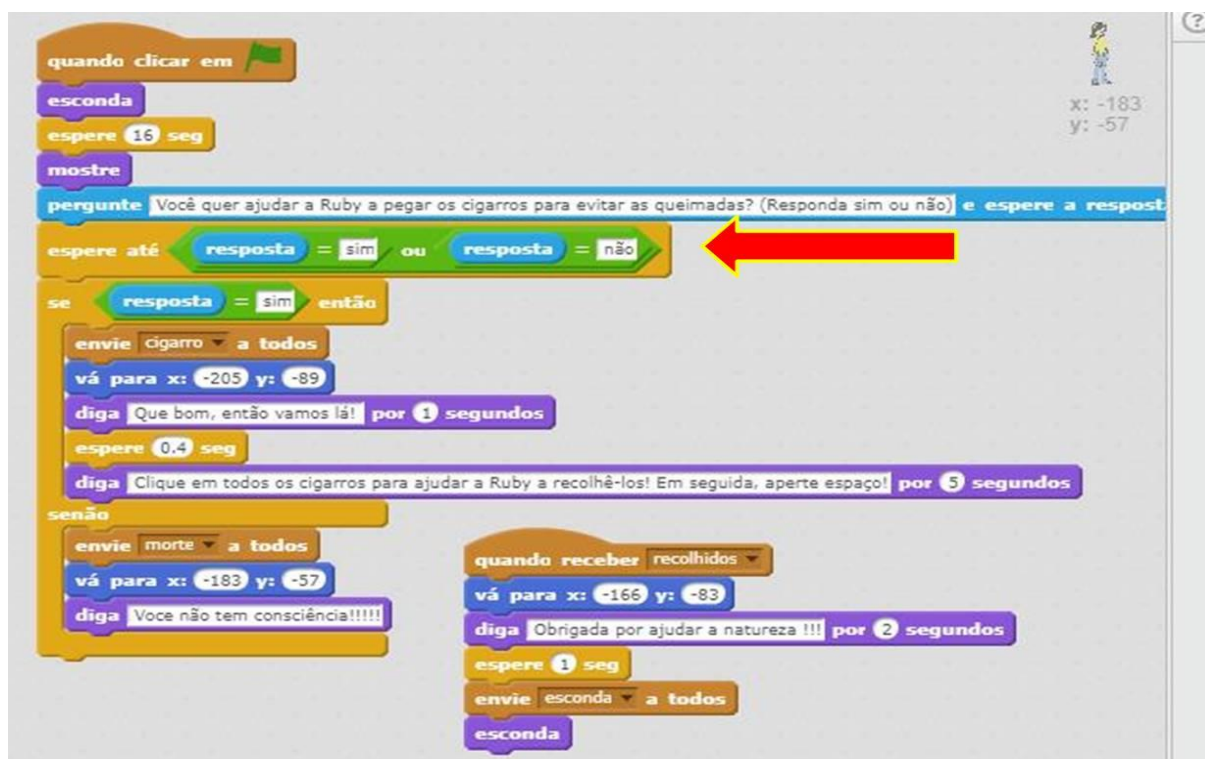 quando clicar em
esconda
espere 16 seg
mostre
pergunte Você quer ajudar a Ruby a pegar os cigarros para evitar as queimadas? (Responda sim ou não) e espere a respost
espere até resposta = sim ou resposta = não
se resposta = sim então
envie cigarro a todos
vá para x: -205 y: -89
diga Que bom, então vamos lá! por 1 segundos
espere 0.4 seg
diga Clique em todos os cigarros para ajudar a Ruby a recolhê-los! Em seguida, aperte espaço! por 5 segundos
senão
envie morte a todos
vá para x: -183 y: -57
diga Voce não tem consciência!!!!!
quando receber recolhidos
vá para x: -166 y: -83
diga Obrigada por ajudar a natureza !!! por 2 segundos
espere 1 seg
envie esconda a todos
esconda
x: -183
y: -57
?